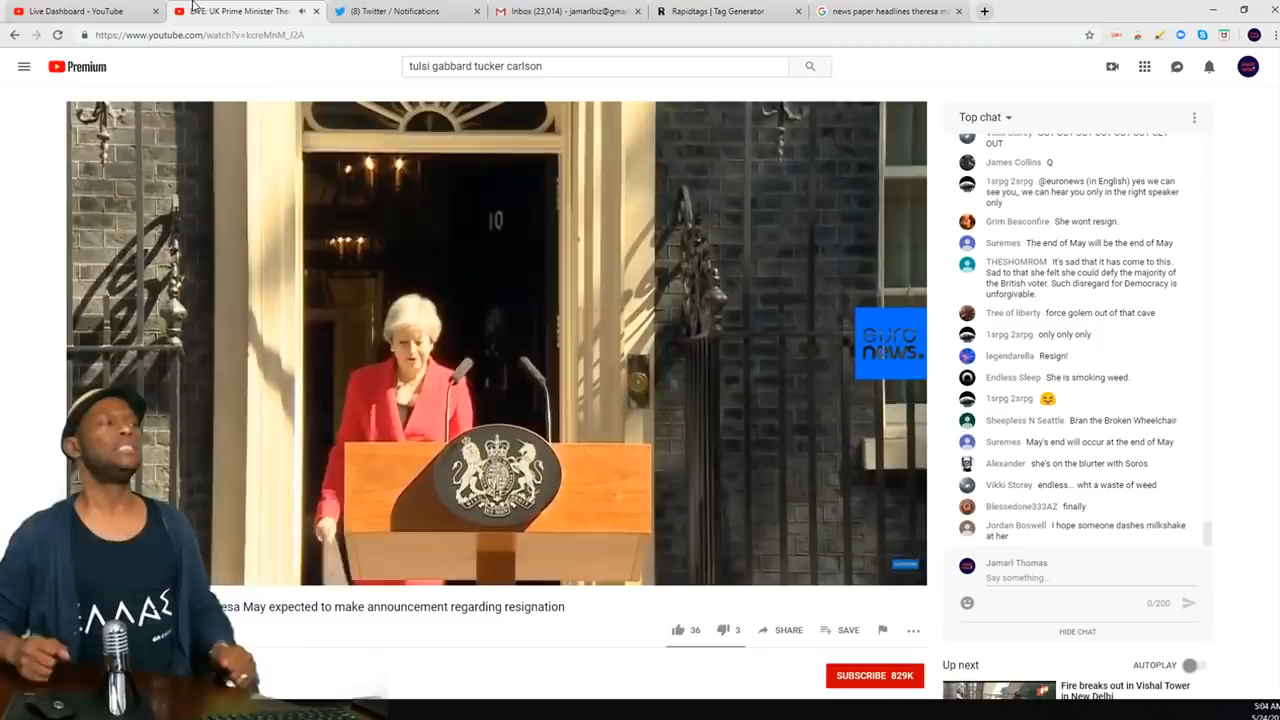 Live Dashboard - YouTube
LIVE: UK Prime Minister Ther
(8) Twitter / Notifications
Inbox (23,014) - jamarlbiz@gma
Rapidtags | Tag Generator
news paper headlines theresa m
https://www.youtube.com/watch?v=kcreMnM_J2A
Premium
tulsi gabbard tucker carlson
10
euro
news.
Top chat
OUT
James Collins Q
1srpg 2srpg @euronews (in English) yes we can
see you,, we can hear you only in the right speaker
only
Grim Beaconfire She wont resign.
Suremes The end of May will be the end of May
THESHOMROM It's sad that it has come to this.
Sad to that she felt she could defy the majority of
the British voter. Such disregard for Democracy is
unforgivable.
Tree of liberty force golem out of that cave
1srpg 2srpg only only only
legendarella Resign!
Endless Sleep She is smoking weed.
1srpg 2srpg
Sheepless N Seattle Bran the Broken Wheelchair
Suremes May's end will occur at the end of May
Alexander she's on the blurter with Soros
Vikki Storey endless... wht a waste of weed
Blessedone333AZ finally
Jordan Boswell I hope someone dashes milkshake
at her
Jamarl Thomas
Say something...
0/200
HIDE CHAT
esa May expected to make announcement regarding resignation
36
3
SHARE
SAVE
SUBSCRIBE 829K
Up next
AUTOPLAY
Fire breaks out in Vishal Tower
in New Delhi
5:04 AM
5/24/20